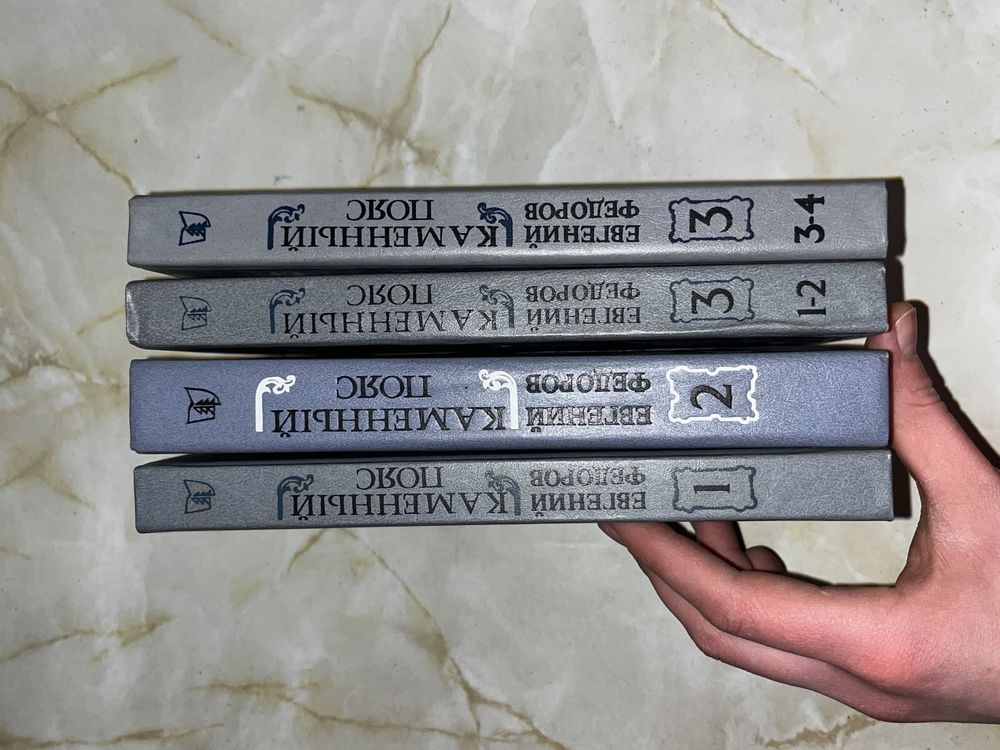 ЕВГЕНИЙ
ФЕДОРОВ
КАМЕННЫЙ
ПОЯС
3
3-4
ЕВГЕНИЙ
ФЕДОРОВ
КАМЕННЫЙ
ПОЯС
3
1-2
ЕВГЕНИЙ
ФЕДОРОВ
КАМЕННЫЙ
ПОЯС
2
ЕВГЕНИЙ
ФЕДОРОВ
КАМЕННЫЙ
ПОЯС
1